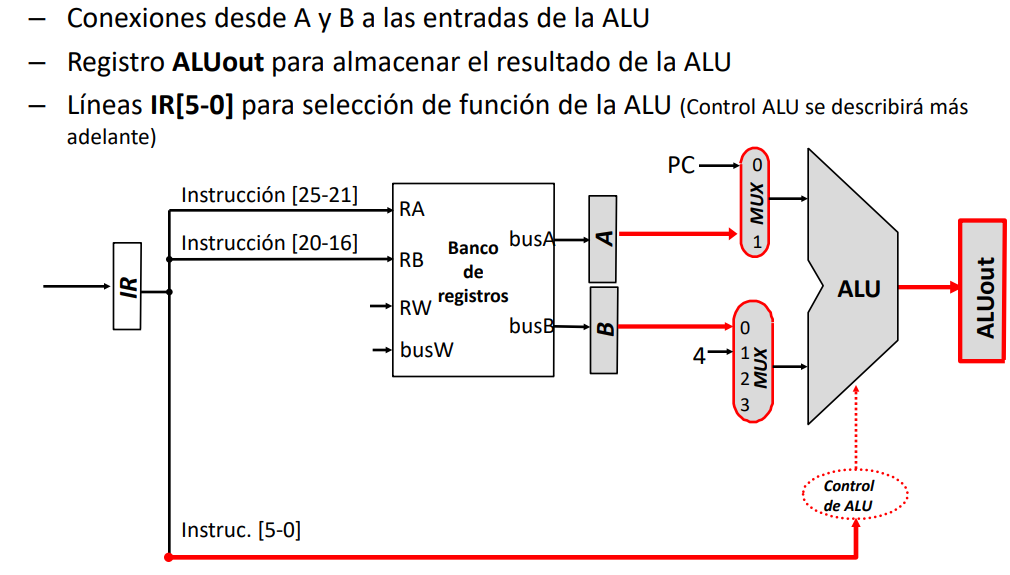 – Conexiones desde A y B a las entradas de la ALU
– Registro ALUout para almacenar el resultado de la ALU
– Líneas IR[5-0] para selección de función de la ALU (Control ALU se describirá más
adelante)
PC
0
MUX
1
Instrucción [25-21]
RA
Instrucción [20-16]
RB
Banco
de
registros
busA
A
IR
RW
busB
B
busW
ALU
ALUout
0
4
1
MUX
2
3
Control
de ALU
Instruc. [5-0]